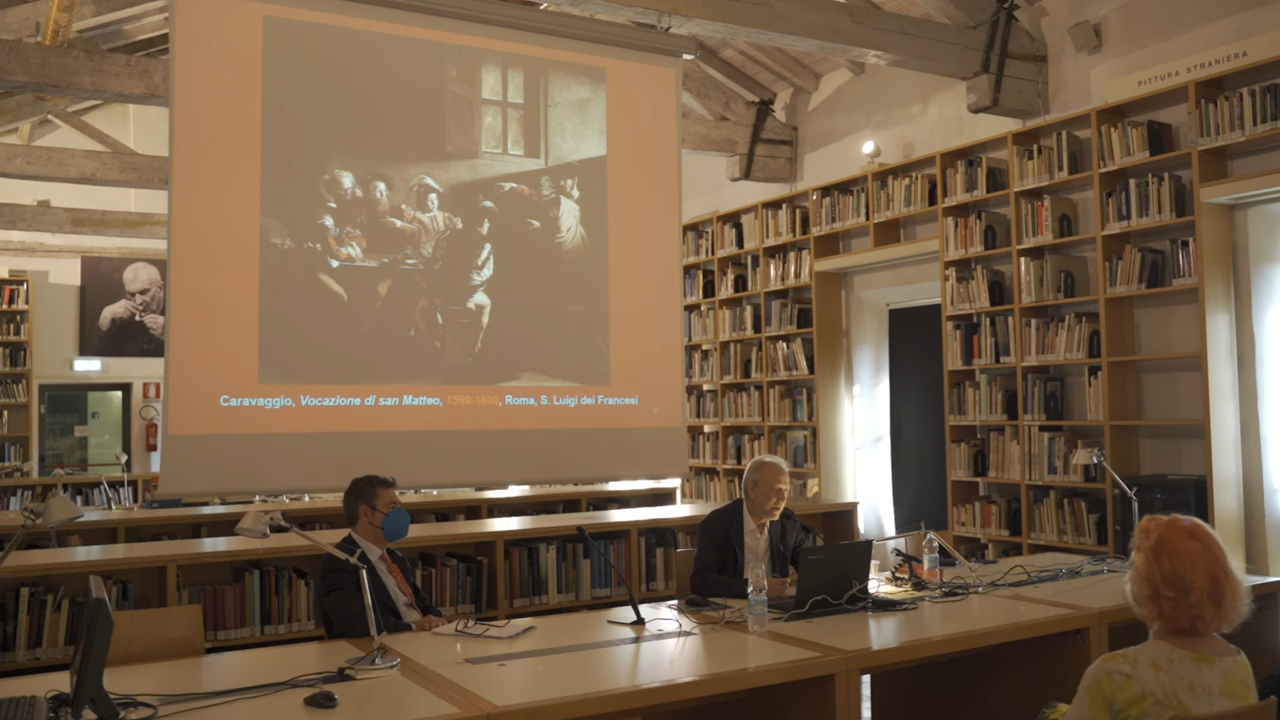 PITTURA STRANIERA
Caravaggio, Vocazione di san Matteo, 1599-1600, Roma, S. Luigi dei Francesi